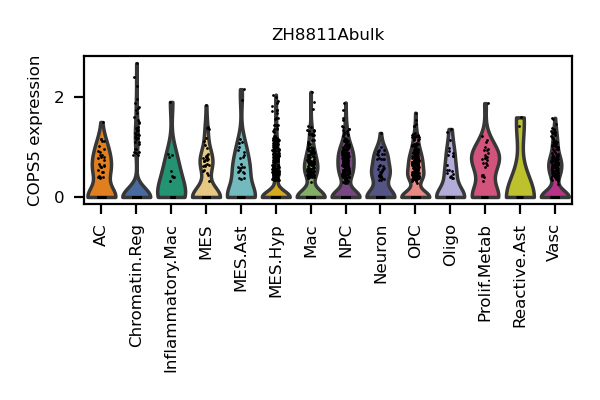 ZH8811Abulk
COPS5 expression
2
0
AC
Chromatin.Reg
Inflammatory.Mac
MES
MES.Ast
MES.Hyp
Mac
NPC
Neuron
OPC
Oligo
Prolif.Metab
Reactive.Ast
Vasc